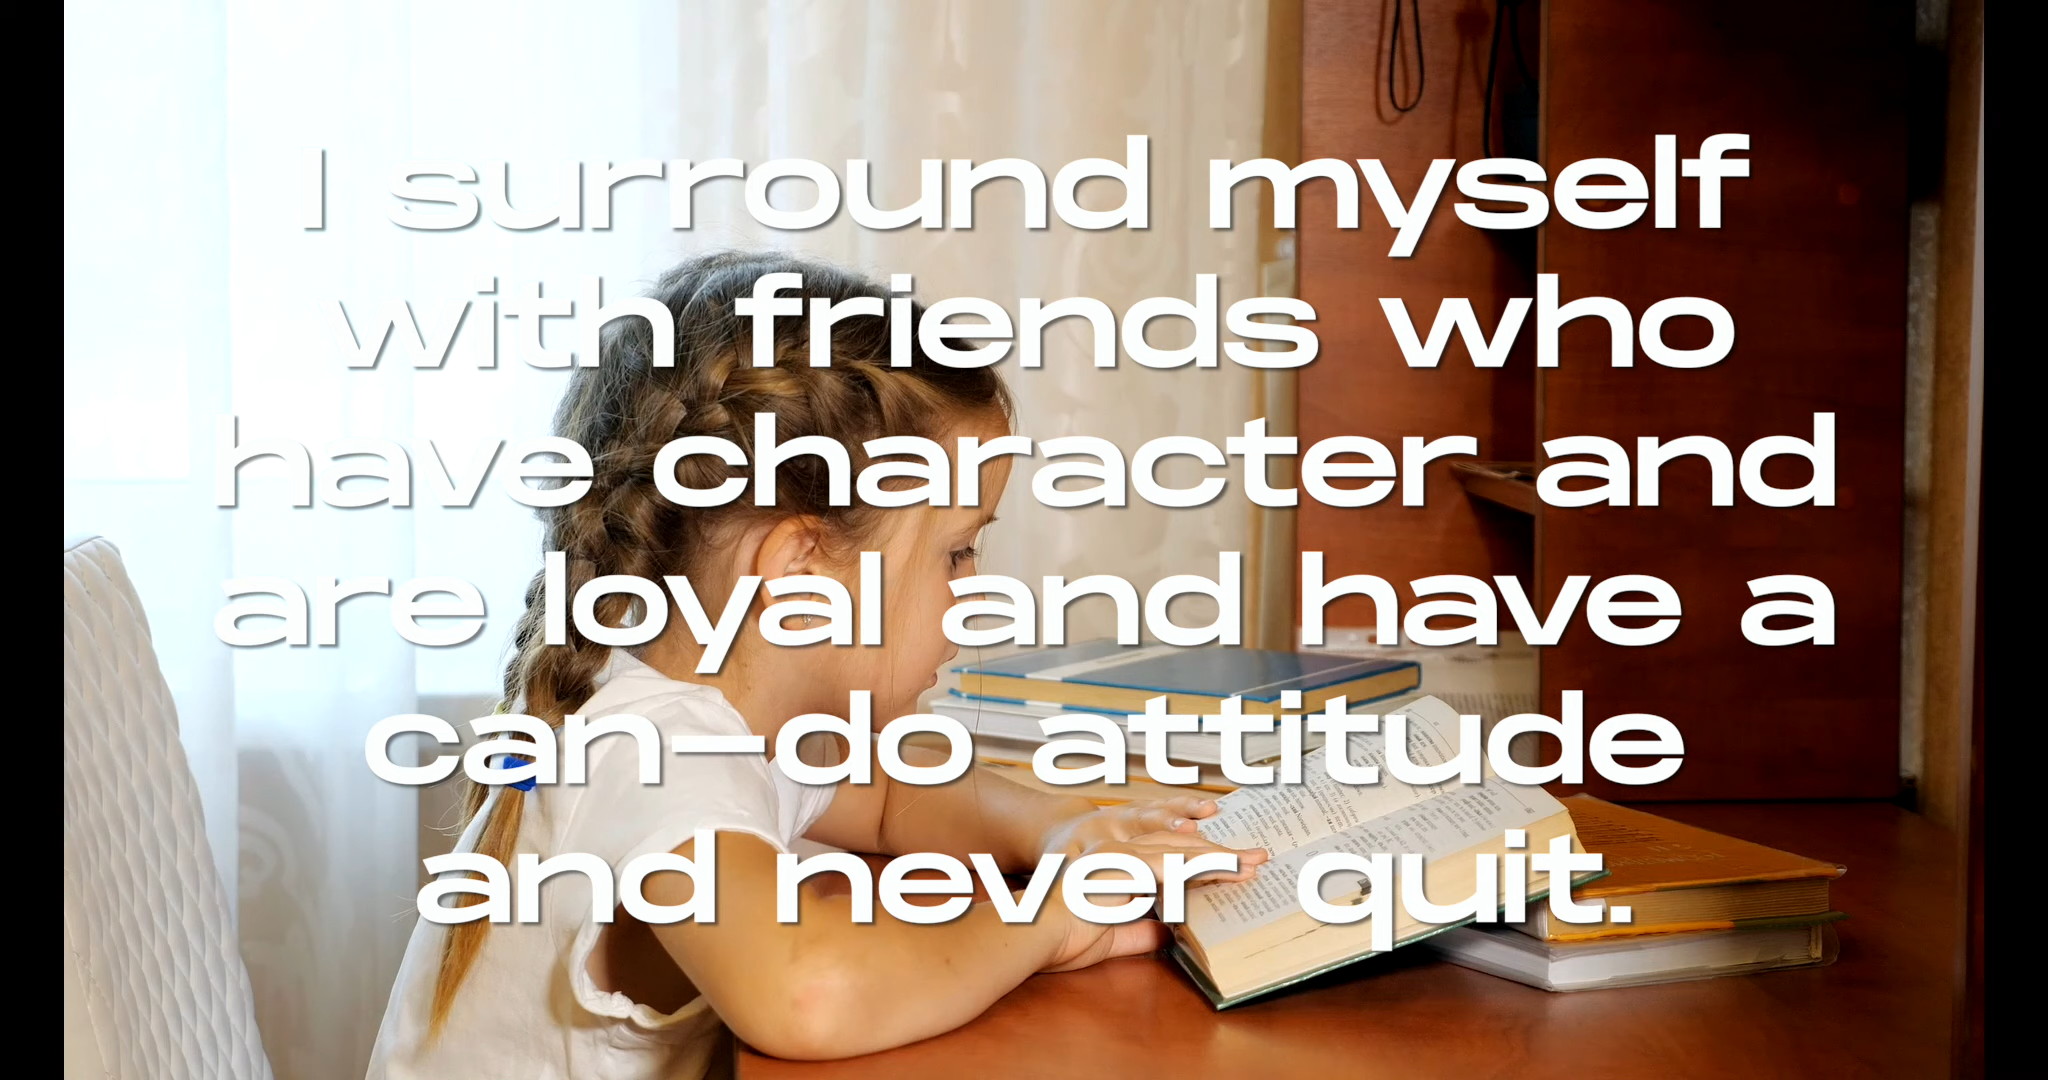 I surround myself
with friends who
have character and
are loyal and have a
can-do attitude
and never quit.